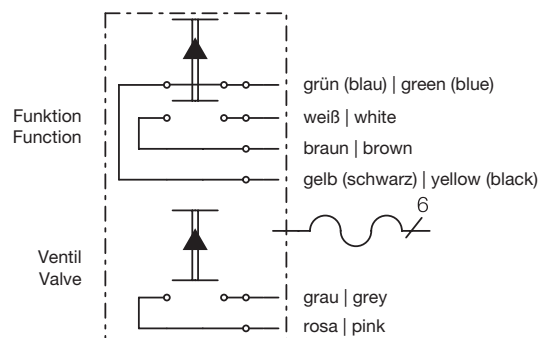 grün (blau) | green (blue)
Funktion
Function
weiß | white
braun | brown
gelb (schwarz) | yellow (black)
6
Ventil
Valve
grau | grey
rosa | pink